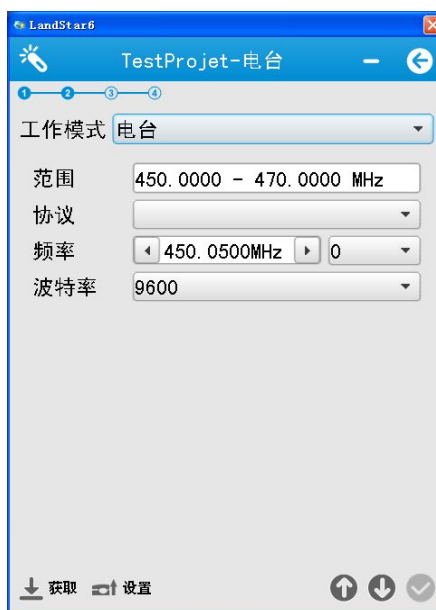 LandStar6
TestProjet-电台
1 2 3 4
工作模式 电台
范围 450.0000 - 470.0000 MHz
协议
频率 450.0500MHz 0
波特率 9600
获取 设置